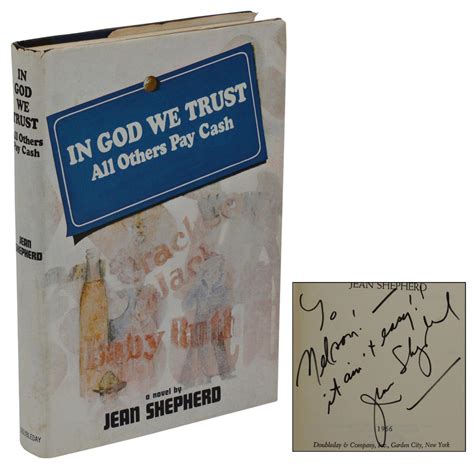 IN
GOD WE
TRUST
All
Others
Pay Cash
JEAN
SHEPHERD
DOUBLEDAY
IN GOD WE TRUST
All Others Pay Cash
Cracker
Jack
Baby Ruth
a novel by
JEAN SHEPHERD
JEAN SHEPHERD
To
Nelson!
it ain't easy!!
Jean Shepherd
1966
Doubleday & Company, Inc., Garden City, New York